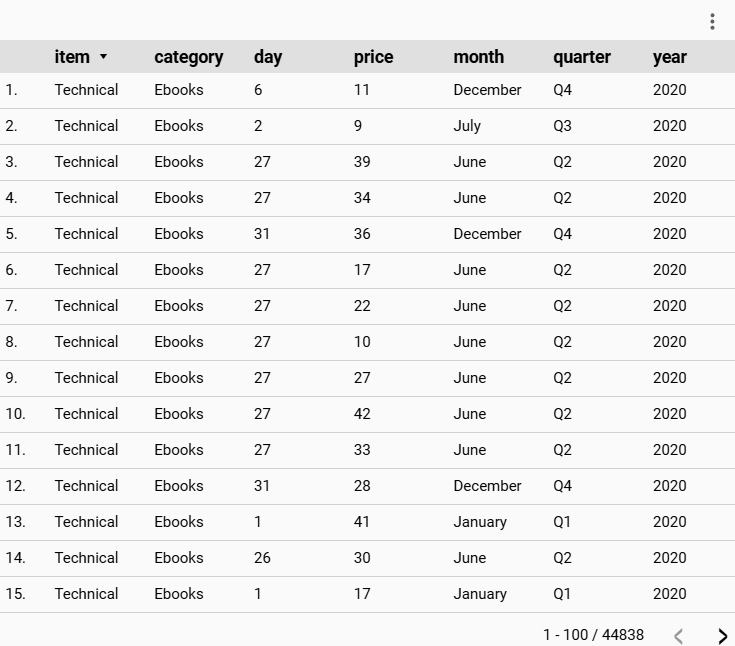 item category day price month quarter year
1. Technical Ebooks 6 11 December Q4 2020
2. Technical Ebooks 2 9 July Q3 2020
3. Technical Ebooks 27 39 June Q2 2020
4. Technical Ebooks 27 34 June Q2 2020
5. Technical Ebooks 31 36 December Q4 2020
6. Technical Ebooks 27 17 June Q2 2020
7. Technical Ebooks 27 22 June Q2 2020
8. Technical Ebooks 27 10 June Q2 2020
9. Technical Ebooks 27 27 June Q2 2020
10. Technical Ebooks 27 42 June Q2 2020
11. Technical Ebooks 27 33 June Q2 2020
12. Technical Ebooks 31 28 December Q4 2020
13. Technical Ebooks 1 41 January Q1 2020
14. Technical Ebooks 26 30 June Q2 2020
15. Technical Ebooks 1 17 January Q1 2020
1 - 100 / 44838